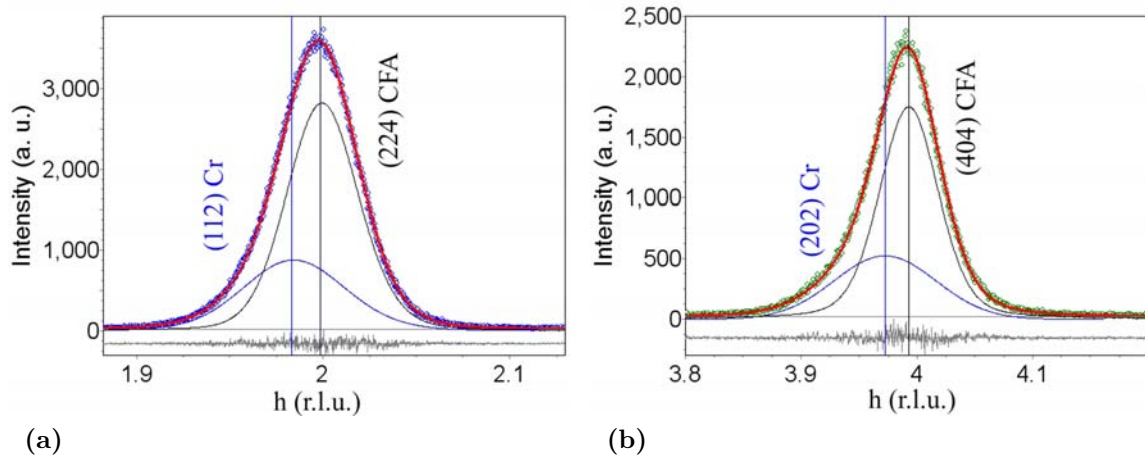 3,000
2,000
1,000
0
Intensity (a. u.)
(112) Cr
(224) CFA
1.9
2
2.1
h (r.l.u.)
(a)
2,500
2,000
1,500
1,000
500
0
Intensity (a. u.)
(202) Cr
(404) CFA
3.8
3.9
4
4.1
h (r.l.u.)
(b)